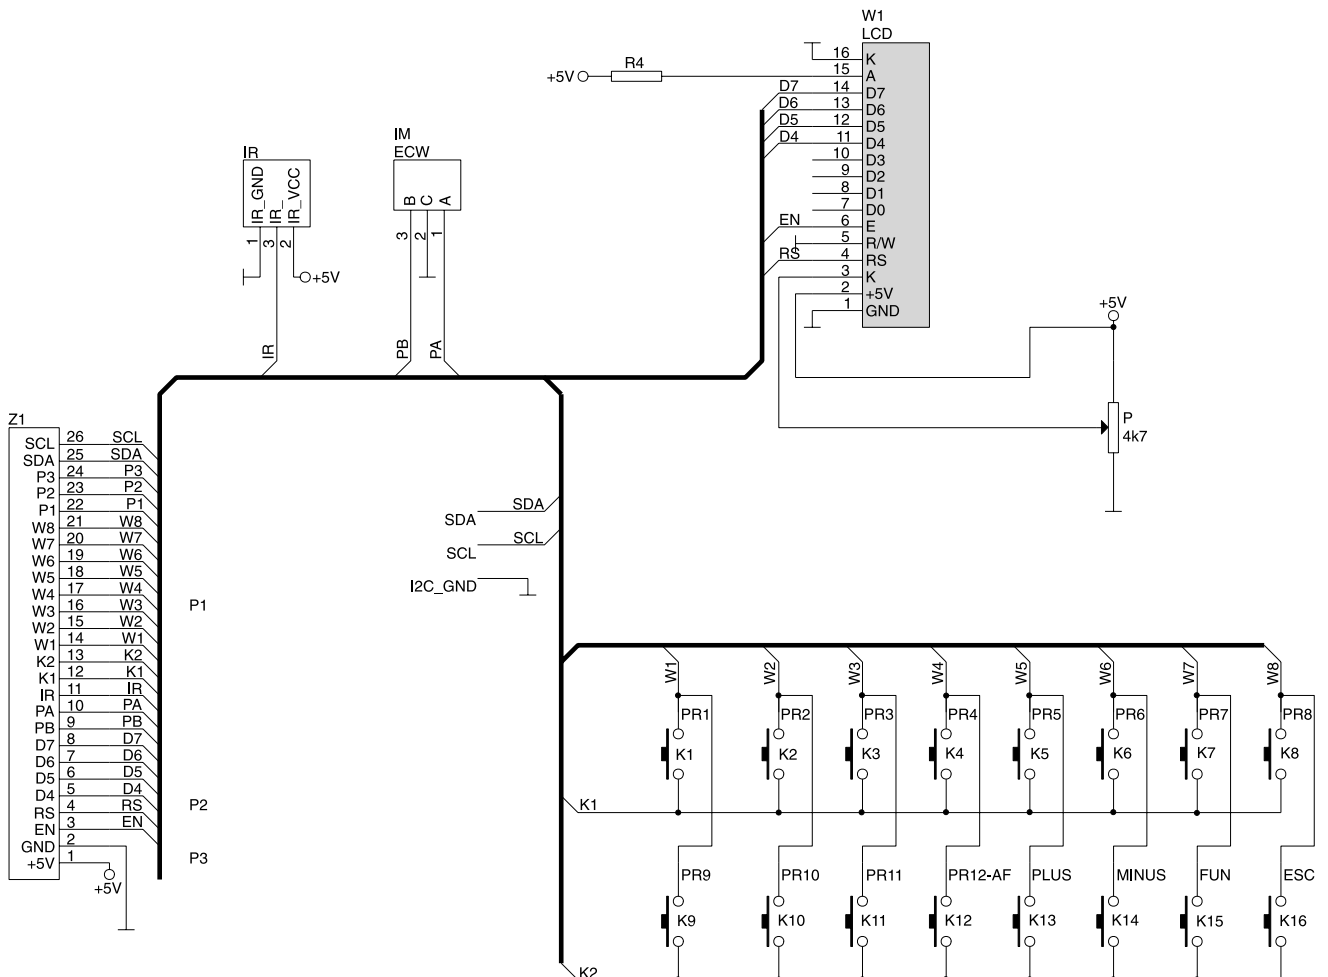 W1
LCD
16 K
+5V R4 15 A
D7 14 D7
D6 13 D6
D5 12 D5
D4 11 D4
10 D3
9 D2
8 D1
7 D0
EN 6 E
5 R/W
RS 4 RS
3 K
2 +5V
1 GND
IR
IR_GND
IR_
IR_VCC
1
3
2
+5V
IR
IM
ECW
B
C
A
3
2
1
PB
PA
+5V
P
4k7
Z1
SCL 26 SCL
SDA 25 SDA
P3 24 P3
P2 23 P2
P1 22 P1
W8 21 W8
W7 20 W7
W6 19 W6
W5 18 W5
W4 17 W4
W3 16 W3
W2 15 W2
W1 14 W1
K2 13 K2
K1 12 K1
IR 11 IR
PA 10 PA
PB 9 PB
D7 8 D7
D6 7 D6
D5 6 D5
D4 5 D4
RS 4 RS
EN 3 EN
GND 2
+5V 1
+5V
P1
P2
P3
SDA SDA
SCL SCL
I2C_GND
W1 W2 W3 W4 W5 W6 W7 W8
PR1 PR2 PR3 PR4 PR5 PR6 PR7 PR8
K1 K2 K3 K4 K5 K6 K7 K8
K1
PR9 PR10 PR11 PR12-AF PLUS MINUS FUN ESC
K9 K10 K11 K12 K13 K14 K15 K16
K2